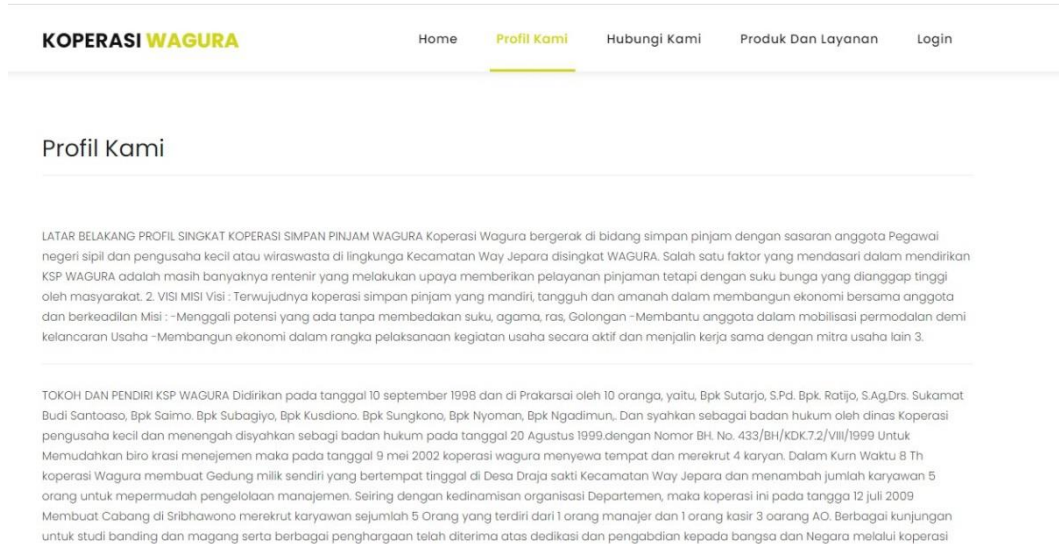 KOPERASI WAGURA
Home Profil Kami Hubungi Kami Produk Dan Layanan Login
Profil Kami
LATAR BELAKANG PROFIL SINGKAT KOPERASI SIMPAN PINJAM WAGURA Koperasi Wagura bergerak di bidang simpan pinjam dengan sasaran anggota Pegawai
negeri sipil dan pengusaha kecil atau wiraswasta di lingkunga Kecamatan Way Jepara disingkat WAGURA. Salah satu faktor yang mendasari dalam mendirikan
KSP WAGURA adalah masih banyaknya rentenir yang melakukan upaya memberikan pelayanan pinjaman tetapi dengan suku bunga yang dianggap tinggi
oleh masyarakat. 2. VISI MISI Visi : Terwujudnya koperasi simpan pinjam yang mandiri, tangguh dan amanah dalam membangun ekonomi bersama anggota
dan berkeadilan Misi : -Menggali potensi yang ada tanpa membedakan suku, agama, ras, Golongan -Membantu anggota dalam mobilisasi permodalan demi
kelancaran Usaha -Membangun ekonomi dalam rangka pelaksanaan kegiatan usaha secara aktif dan menjalin kerja sama dengan mitra usaha lain 3.
TOKOH DAN PENDIRI KSP WAGURA Didirikan pada tanggal 10 september 1998 dan di Prakarsai oleh 10 oranga, yaitu, Bpk Sutarjo, S.Pd. Bpk. Ratijo, S.Ag,Drs. Sukamat
Budi Santoaso, Bpk Saimo. Bpk Subagiyo, Bpk Kusdiono. Bpk Sungkono, Bpk Nyoman, Bpk Ngadimun,. Dan syahkan sebagai badan hukum oleh dinas Koperasi
pengusaha kecil dan menengah disyahkan sebagi badan hukum pada tanggal 20 Agustus 1999.dengan Nomor BH. No. 433/BH/KDK.7.2/VIII/1999 Untuk
Memudahkan biro krasi menejemen maka pada tanggal 9 mei 2002 koperasi wagura menyewa tempat dan merekrut 4 karyan. Dalam Kurn Waktu 8 Th
koperasi Wagura membuat Gedung milik sendiri yang bertempat tinggal di Desa Draja sakti Kecamatan Way Jepara dan menambah jumlah karyawan 5
orang untuk mepermudah pengelolaan manajemen. Seiring dengan kedinamisan organisasi Departemen, maka koperasi ini pada tangga 12 juli 2009
Membuat Cabang di Sribhawono merekrut karyawan sejumlah 5 Orang yang terdiri dari 1 orang manajer dan 1 orang kasir 3 oarang AO. Berbagai kunjungan
untuk studi banding dan magang serta berbagai penghargaan telah diterima atas dedikasi dan pengabdian kepada bangsa dan Negara melalui koperasi